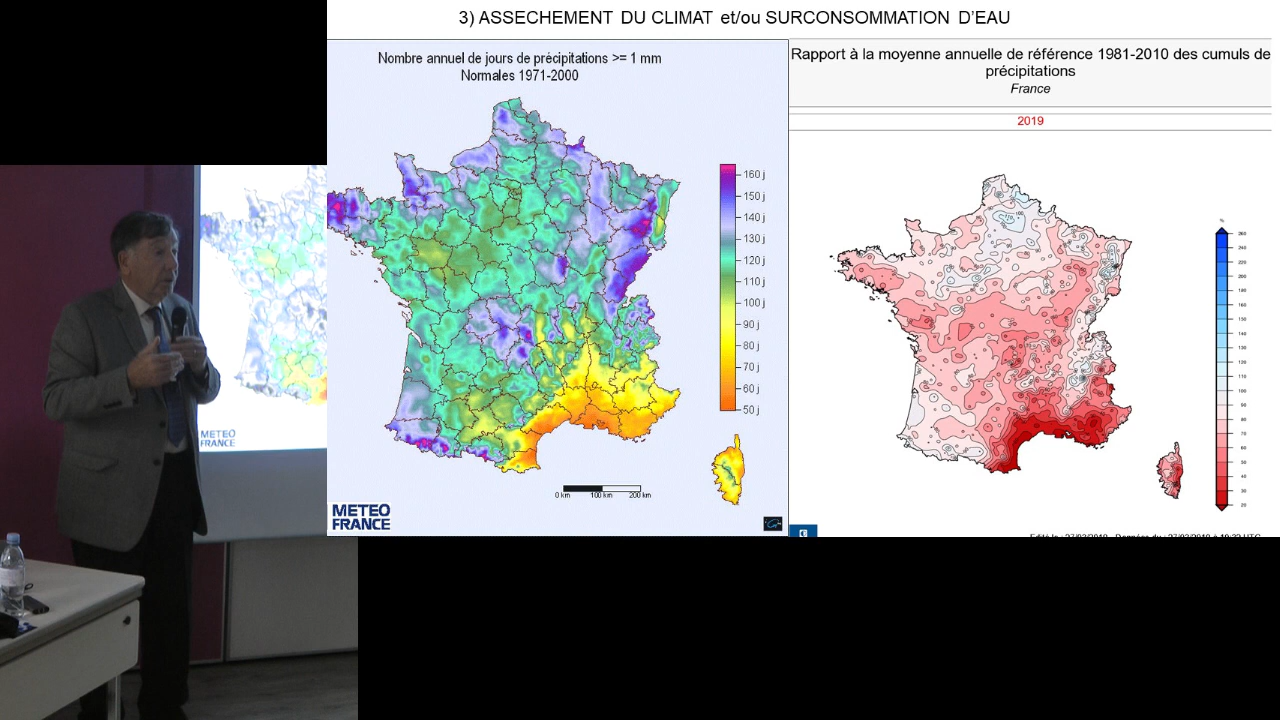 3) ASSECHEMENT DU CLIMAT et/ou SURCONSOMMATION D'EAU
Nombre annuel de jours de précipitations >= 1 mm
Normales 1971-2000
160 j
150 j
140 j
130 j
120 j
110 j
100 j
90 j
80 j
70 j
60 j
50 j
0 km 100 km 200 km
METEO
FRANCE
Rapport à la moyenne annuelle de référence 1981-2010 des cumuls de
précipitations
France
2019
METEO
FRANCE